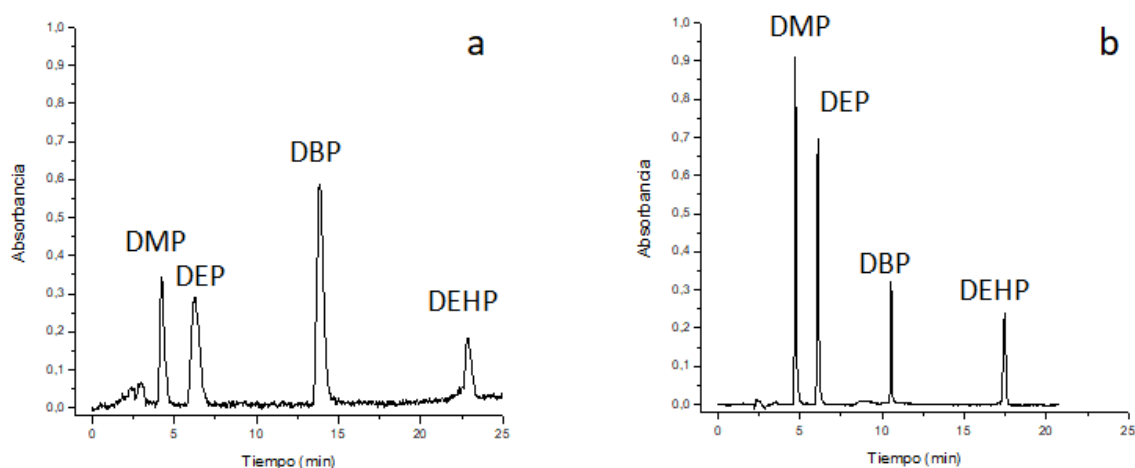 a
1,0
0,9
0,8
0,7
0,6
0,5
0,4
0,3
0,2
0,1
0,0
Absorbancia
DMP
DEP
DBP
DEHP
0
5
10
15
20
25
Tiempo (min)
b
1,0
0,9
0,8
0,7
0,6
0,5
0,4
0,3
0,2
0,1
0,0
Absorbancia
DMP
DEP
DBP
DEHP
0
5
10
15
20
25
Tiempo (min)